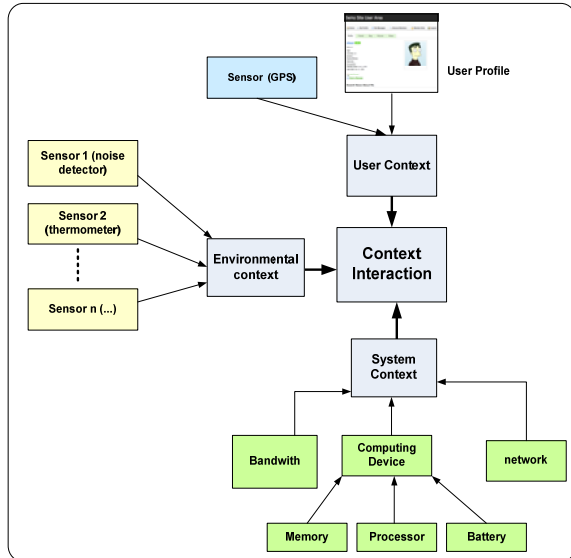 Sensor (GPS)
User Profile
User Context
Sensor 1 (noise
detector)
Sensor 2
(thermometer)
Sensor n (...)
Environmental
context
Context
Interaction
System
Context
Bandwith
Computing
Device
network
Memory
Processor
Battery